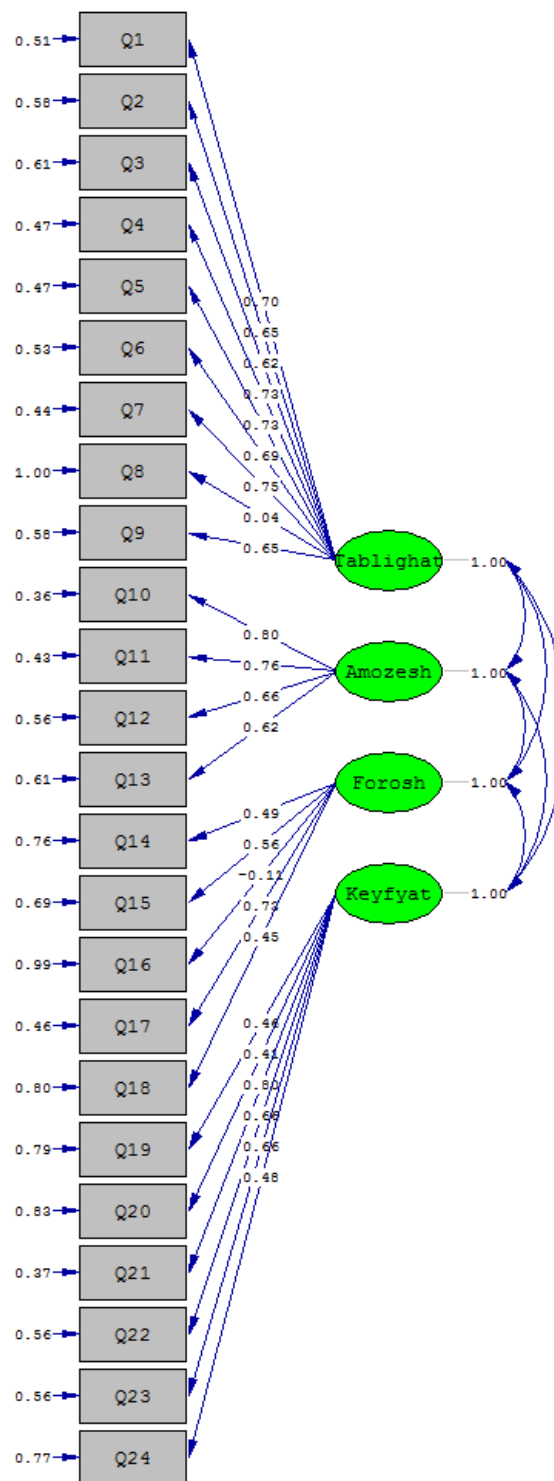 0.51 Q1
0.58 Q2
0.61 Q3
0.47 Q4
0.47 Q5
0.53 Q6
0.44 Q7
1.00 Q8
0.58 Q9
0.36 Q10
0.43 Q11
0.56 Q12
0.61 Q13
0.76 Q14
0.69 Q15
0.99 Q16
0.46 Q17
0.80 Q18
0.79 Q19
0.83 Q20
0.37 Q21
0.56 Q22
0.56 Q23
0.77 Q24
0.70
0.65
0.62
0.73
0.73
0.69
0.75
0.04
0.65
0.80
0.76
0.66
0.62
0.49
0.56
-0.11
0.73
0.45
0.46
0.41
0.80
0.66
0.48
Tablighat 1.00
Amozesh 1.00
Forosh 1.00
Keyfyat 1.00